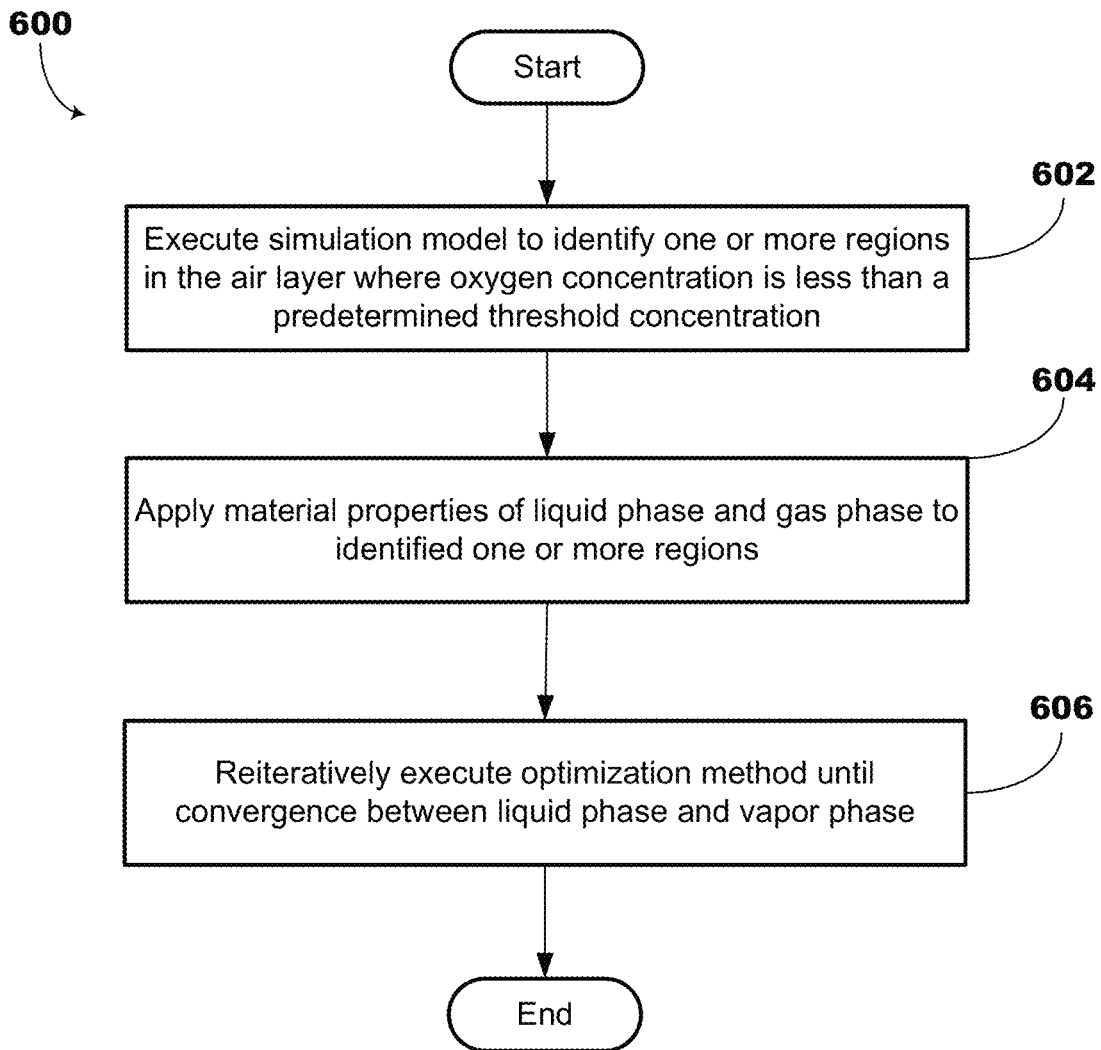 600
Start
602
Execute simulation model to identify one or more regions
in the air layer where oxygen concentration is less than a
predetermined threshold concentration
604
Apply material properties of liquid phase and gas phase to
identified one or more regions
606
Reiteratively execute optimization method until
convergence between liquid phase and vapor phase
End